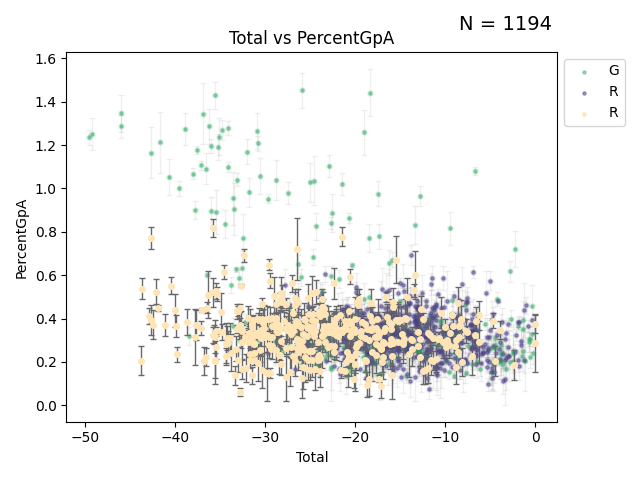 N = 1194
Total vs PercentGpA
G
R
R
PercentGpA
1.6
1.4
1.2
1.0
0.8
0.6
0.4
0.2
0.0
−50 −40 −30 −20 −10 0
Total